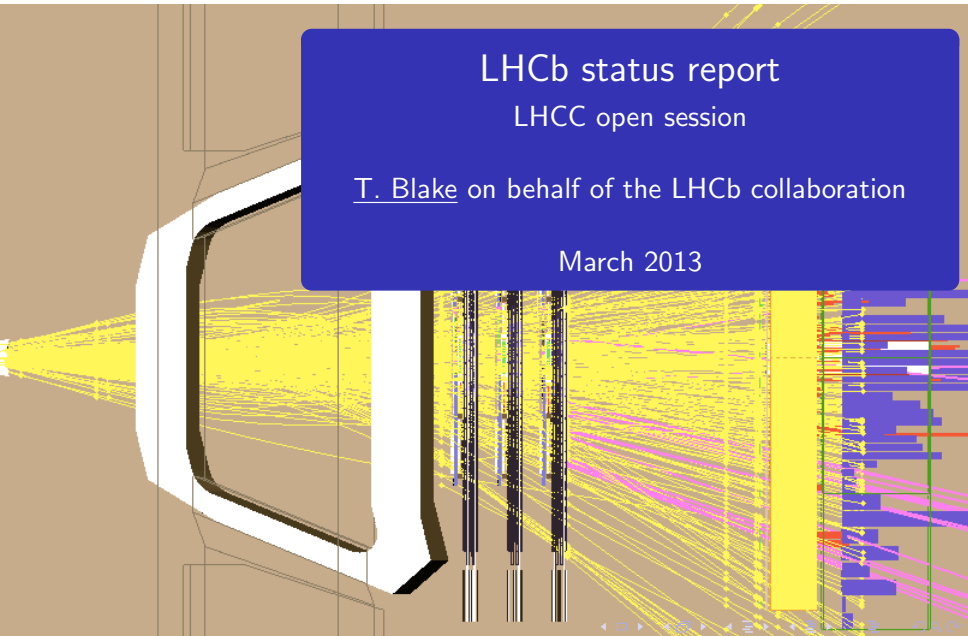 LHCb status report
LHCC open session
T. Blake on behalf of the LHCb collaboration
March 2013